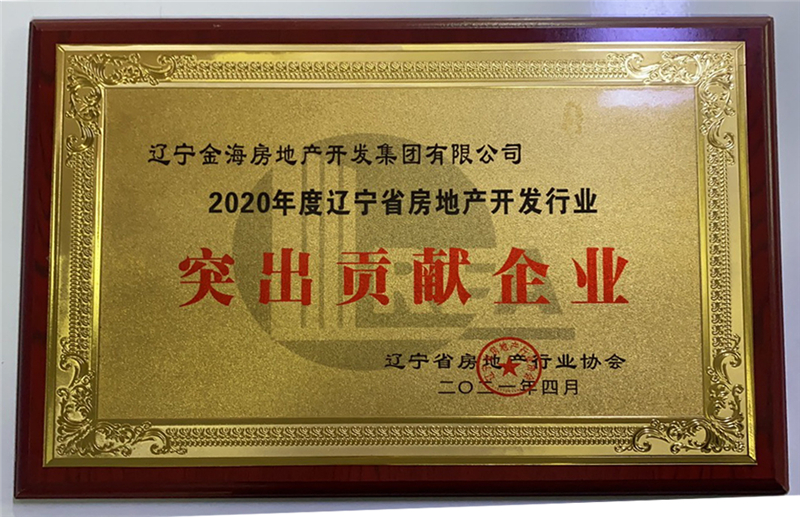 辽宁金海房地产开发集团有限公司
2020年度辽宁省房地产开发行业
突出贡献企业
辽宁省房地产行业协会
二〇二一年四月